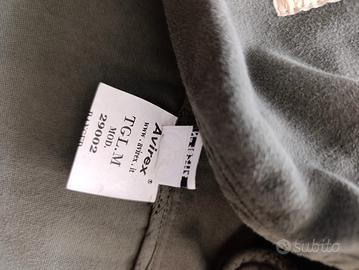 Avirex ®
www.avirex.it
TGL.M
MOD.
29002
subito